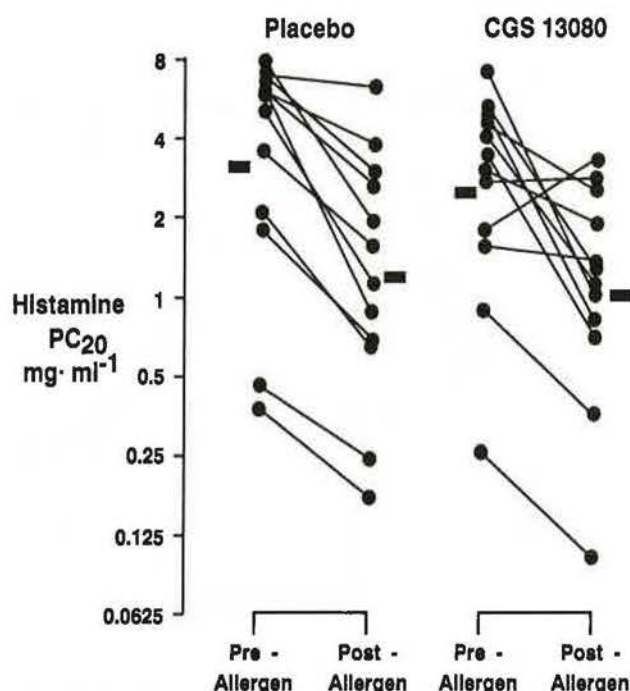 Placebo CGS 13080
8
4
2
1
Histamine
PC20
mg· ml-1
0.5
0.25
0.125
0.0625
Pre - Post - Pre - Post -
Allergen Allergen Allergen Allergen